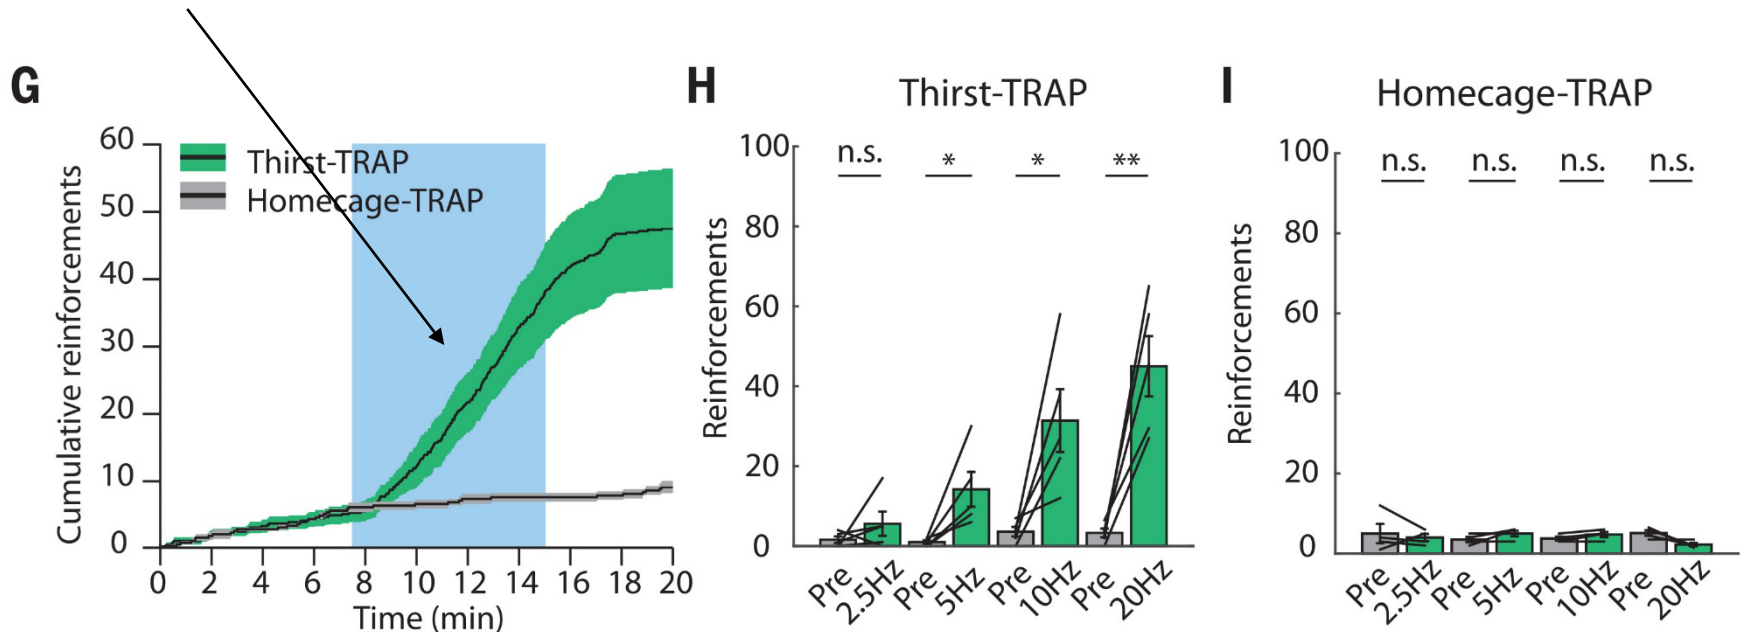 G
60
50
40
30
20
10
0
Cumulative reinforcements
Thirst-TRAP
Homecage-TRAP
0 2 4 6 8 10 12 14 16 18 20
Time (min)
H
Thirst-TRAP
100
80
60
40
20
0
Reinforcements
n.s. * * **
Pre 2.5Hz Pre 5Hz Pre 10Hz Pre 20Hz
I
Homecage-TRAP
100
80
60
40
20
0
Reinforcements
n.s. n.s. n.s. n.s.
Pre 2.5Hz Pre 5Hz Pre 10Hz Pre 20Hz